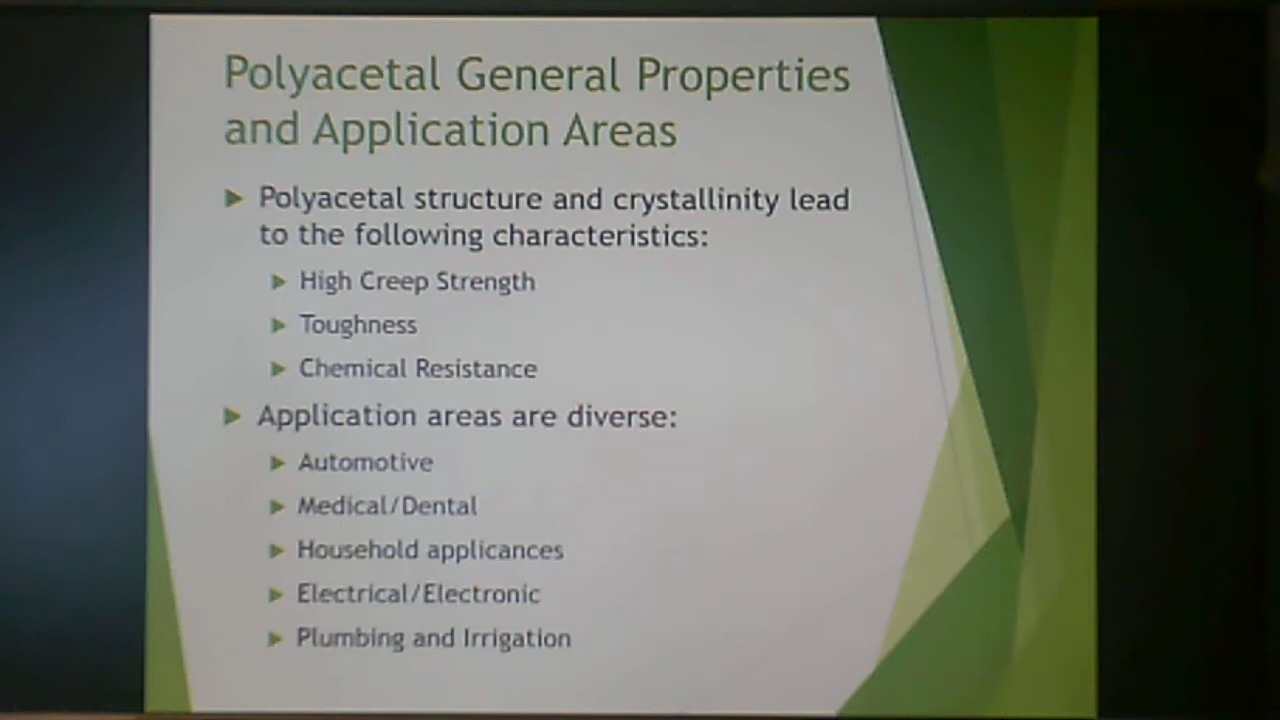 Polyacetal General Properties
and Application Areas
Polyacetal structure and crystallinity lead
to the following characteristics:
High Creep Strength
Toughness
Chemical Resistance
Application areas are diverse:
Automotive
Medical/Dental
Household applicances
Electrical/Electronic
Plumbing and Irrigation